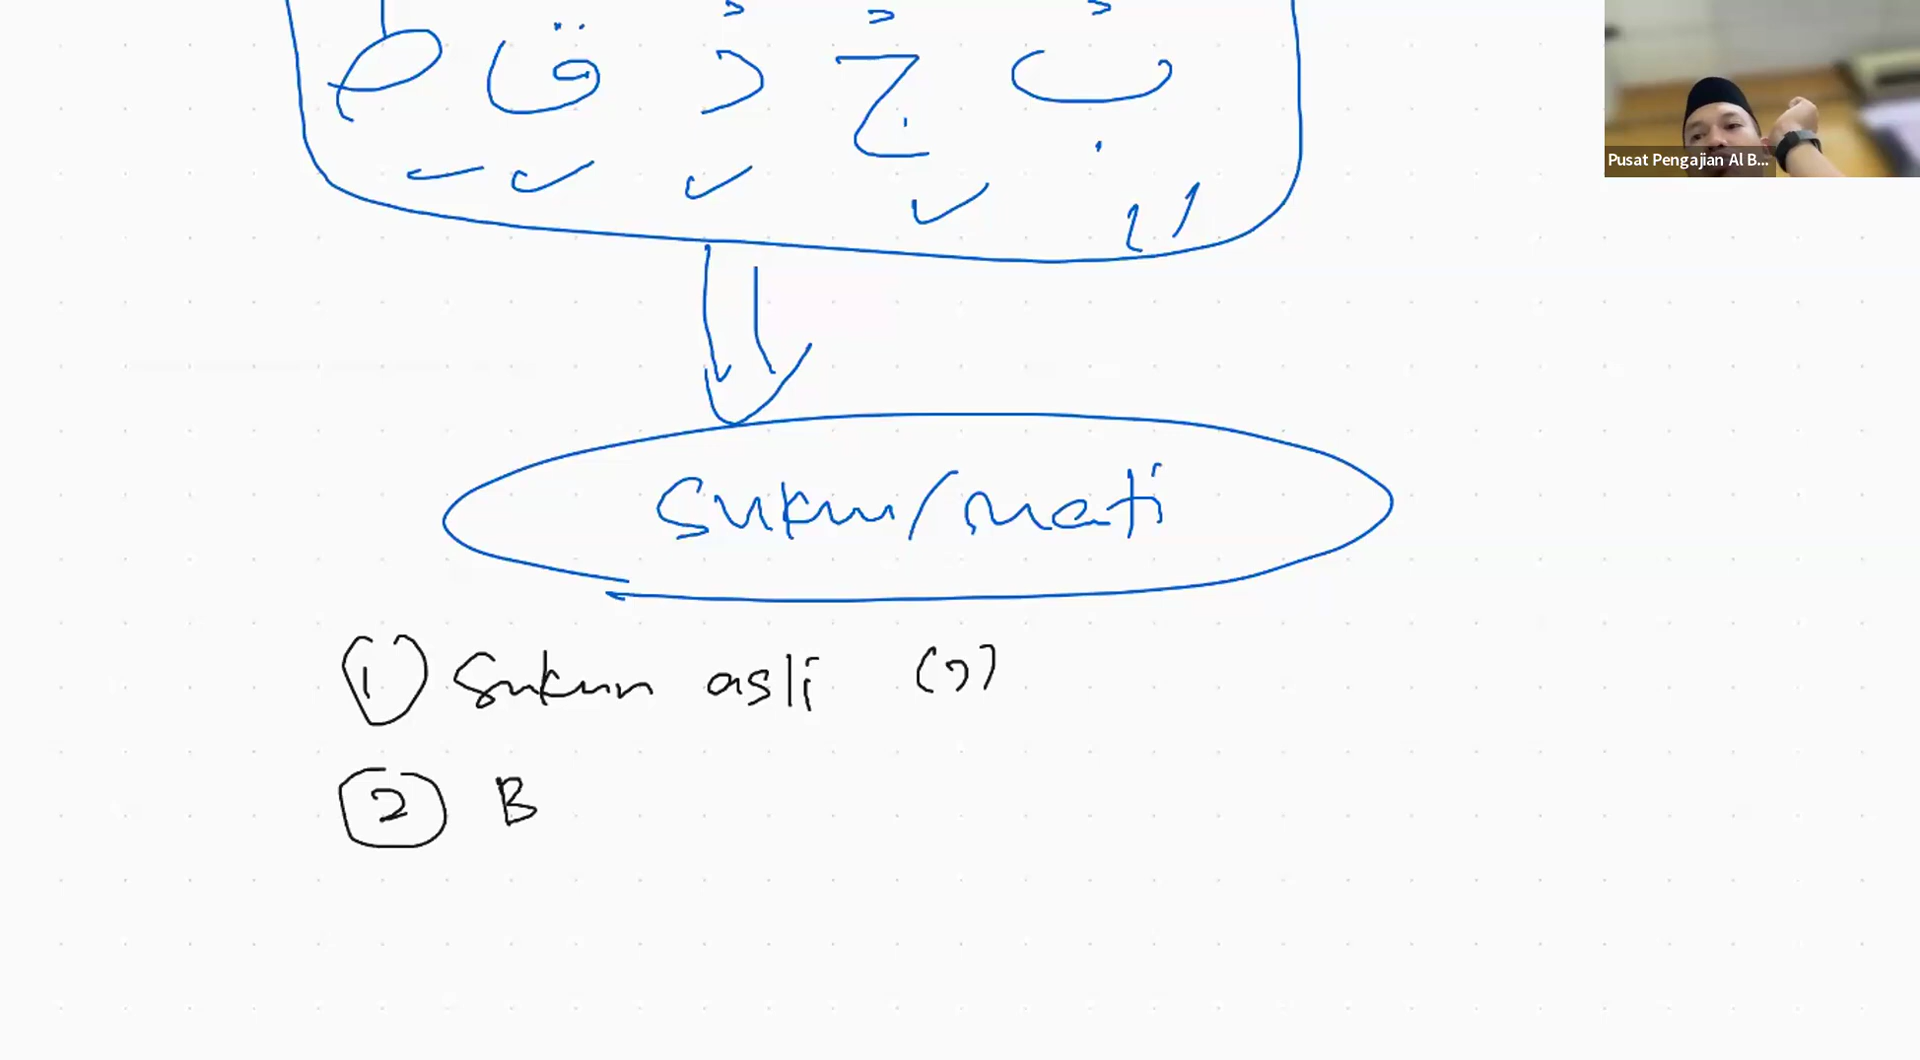 ب ج د ق ط
Pusat Pengajian Al B...
sukun/mati
1 Sukun asli (ْ)
2 B